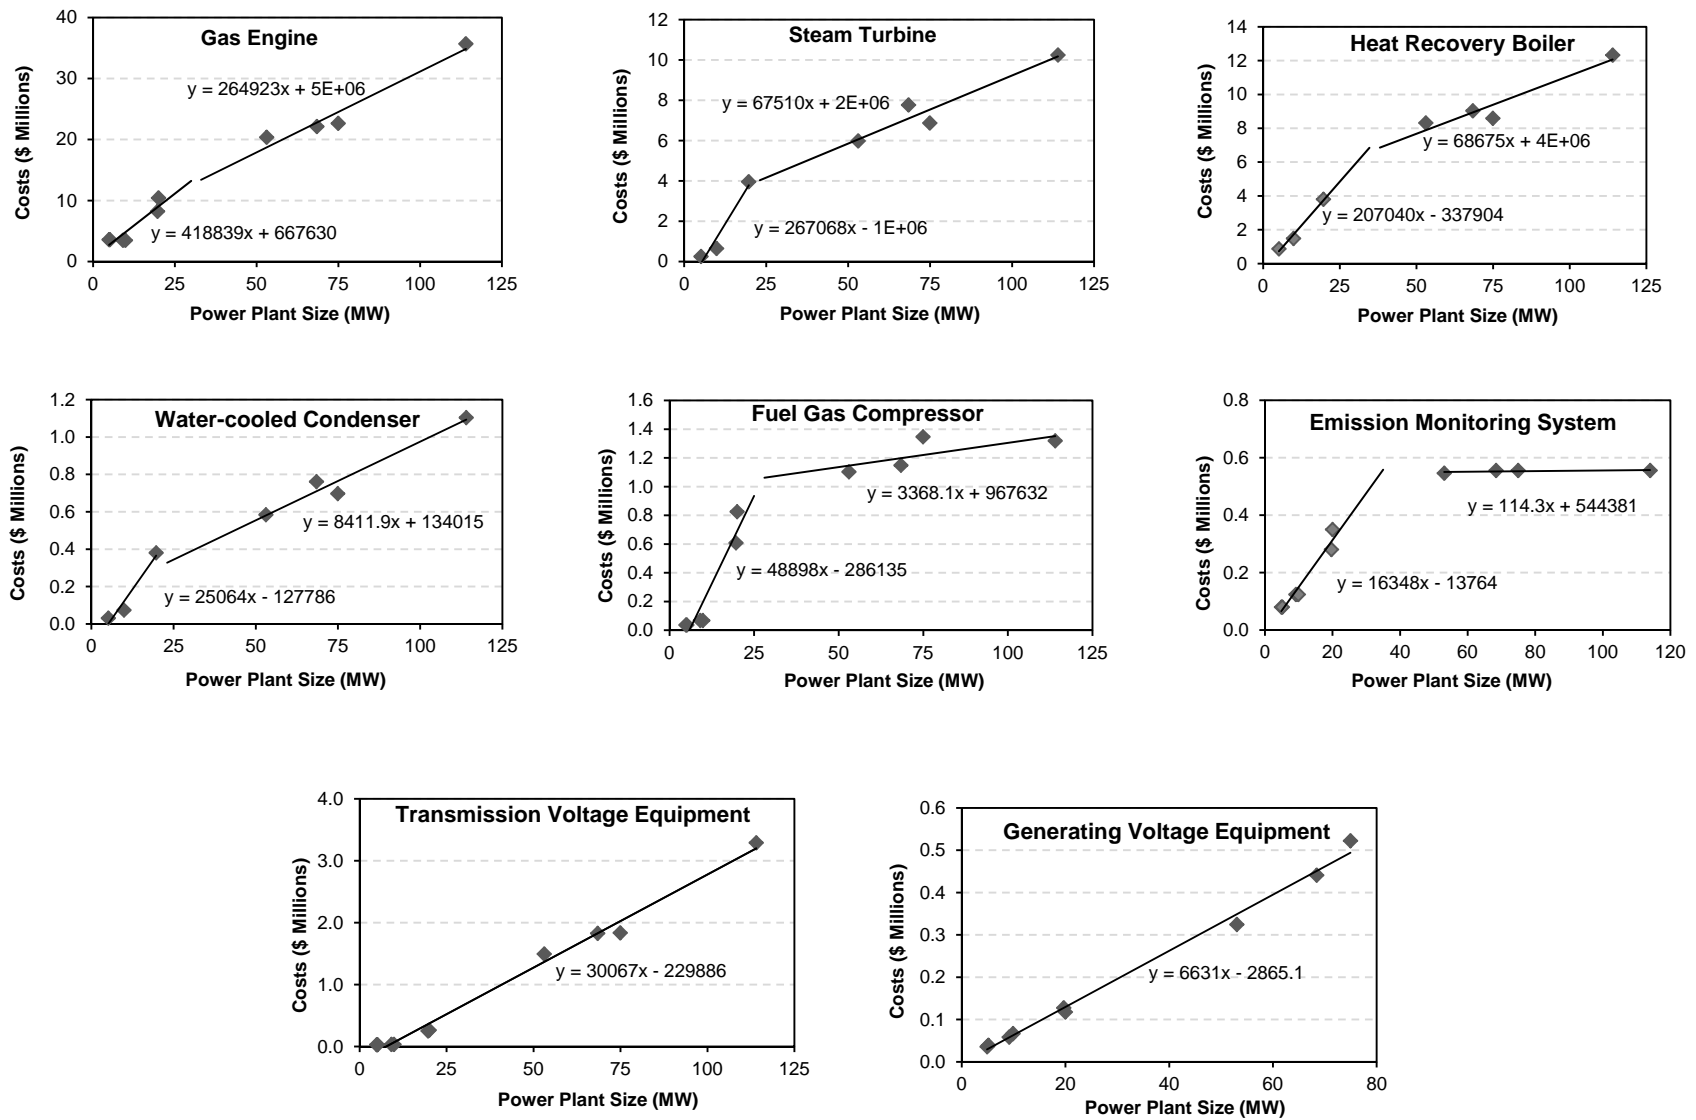 Gas Engine
Costs ($ Millions)
40
30
20
10
0
y = 264923x + 5E+06
y = 418839x + 667630
0 25 50 75 100 125
Power Plant Size (MW)
Steam Turbine
Costs ($ Millions)
12
10
8
6
4
2
0
y = 67510x + 2E+06
y = 267068x - 1E+06
0 25 50 75 100 125
Power Plant Size (MW)
Heat Recovery Boiler
Costs ($ Millions)
14
12
10
8
6
4
2
0
y = 68675x + 4E+06
y = 207040x - 337904
0 25 50 75 100 125
Power Plant Size (MW)
Water-cooled Condenser
Costs ($ Millions)
1.2
1.0
0.8
0.6
0.4
0.2
0.0
y = 8411.9x + 134015
y = 25064x - 127786
0 25 50 75 100 125
Power Plant Size (MW)
Fuel Gas Compressor
Costs ($ Millions)
1.6
1.4
1.2
1.0
0.8
0.6
0.4
0.2
0.0
y = 3368.1x + 967632
y = 48898x - 286135
0 25 50 75 100 125
Power Plant Size (MW)
Emission Monitoring System
Costs ($ Millions)
0.8
0.6
0.4
0.2
0.0
y = 114.3x + 544381
y = 16348x - 13764
0 20 40 60 80 100 120
Power Plant Size (MW)
Transmission Voltage Equipment
Costs ($ Millions)
4.0
3.0
2.0
1.0
0.0
y = 30067x - 229886
0 25 50 75 100 125
Power Plant Size (MW)
Generating Voltage Equipment
Costs ($ Millions)
0.6
0.5
0.4
0.3
0.2
0.1
0.0
y = 6631x - 2865.1
0 20 40 60 80
Power Plant Size (MW)